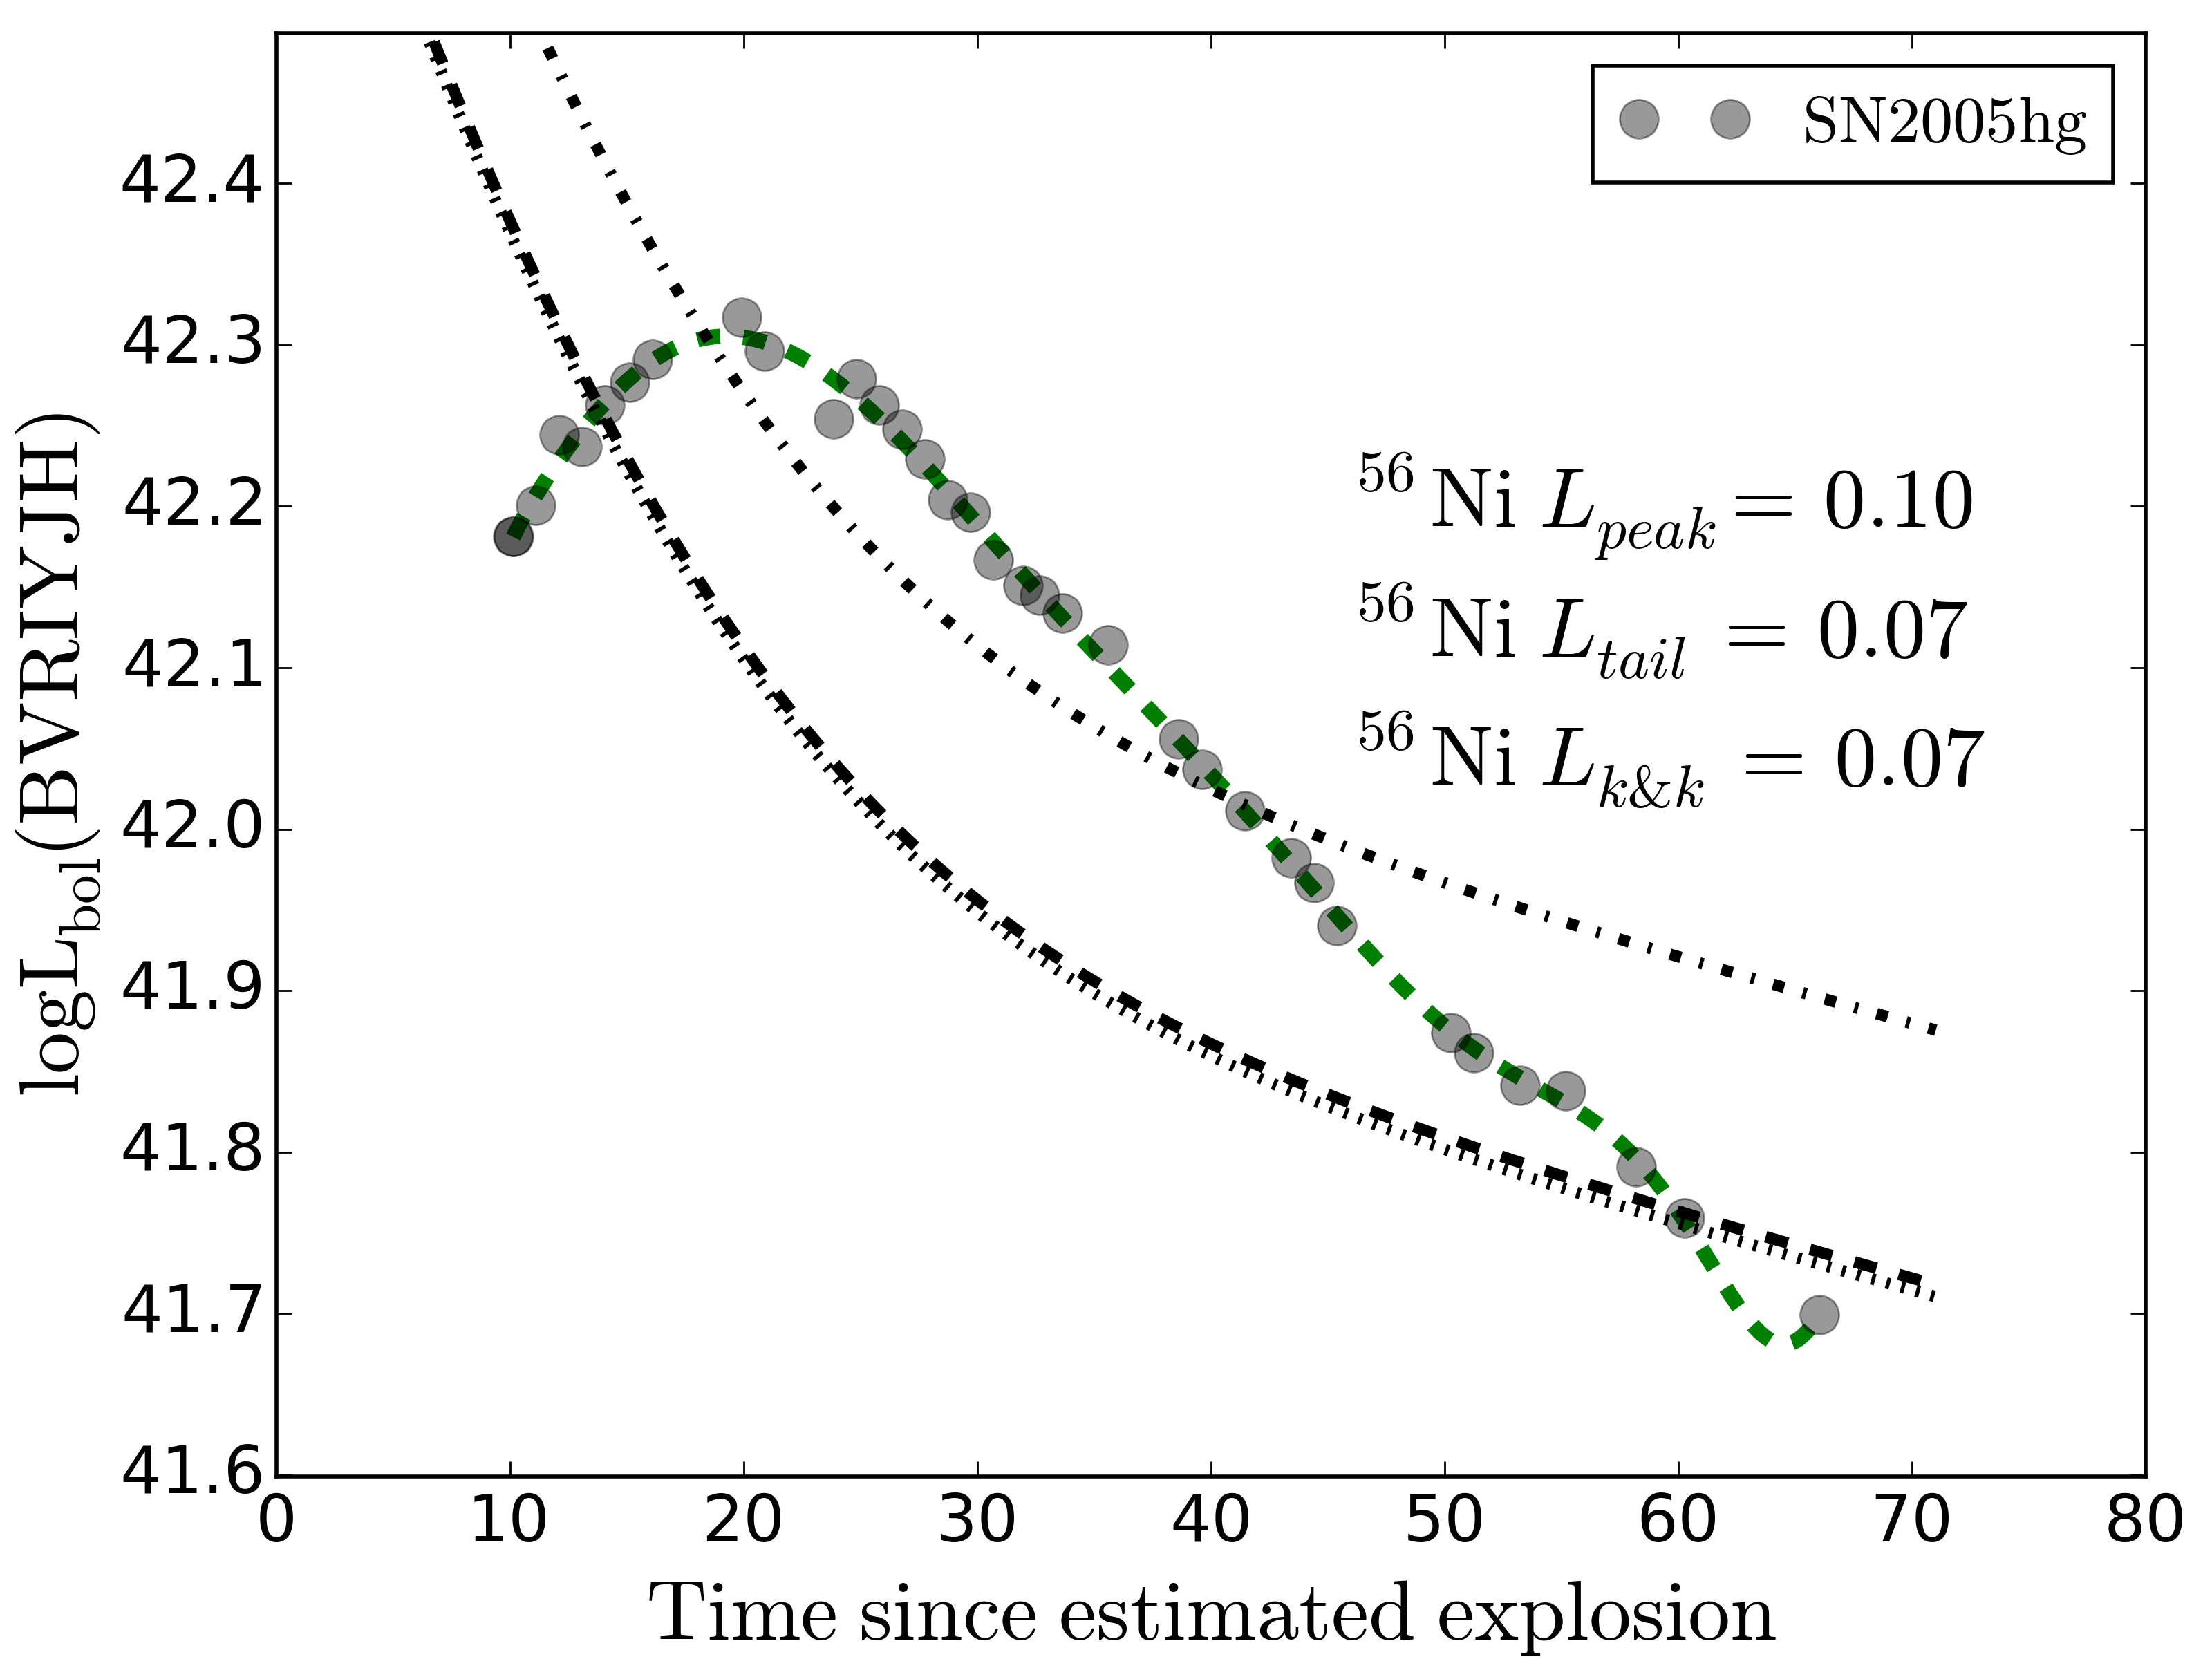 SN2005hg
42.4
42.3
42.2
42.1
42.0
41.9
41.8
41.7
41.6
logL_bol(BVRIYJH)
⁵⁶Ni L_peak = 0.10
⁵⁶Ni L_tail = 0.07
⁵⁶Ni L_k&k = 0.07
0 10 20 30 40 50 60 70 80
Time since estimated explosion